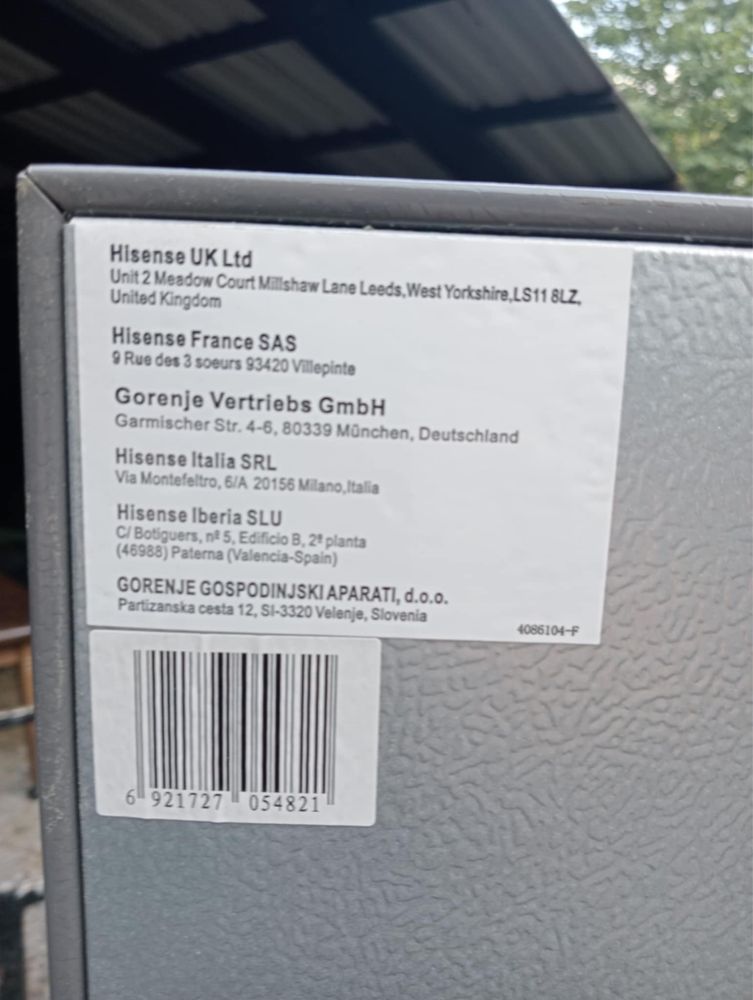 Hisense UK Ltd
Unit 2 Meadow Court Millshaw Lane Leeds,West Yorkshire,LS11 8LZ,
United Kingdom
Hisense France SAS
9 Rue des 3 soeurs 93420 Villepinte
Gorenje Vertriebs GmbH
Garmischer Str. 4-6, 80339 München, Deutschland
Hisense Italia SRL
Via Montefeltro, 6/A 20156 Milano,Italia
Hisense Iberia SLU
C/ Botiguers, nº 5, Edificio B, 2ª planta
(46988) Paterna (Valencia-Spain)
GORENJE GOSPODINJSKI APARATI, d.o.o.
Partizanska cesta 12, SI-3320 Velenje, Slovenia
4086104-F
6 921727 054821